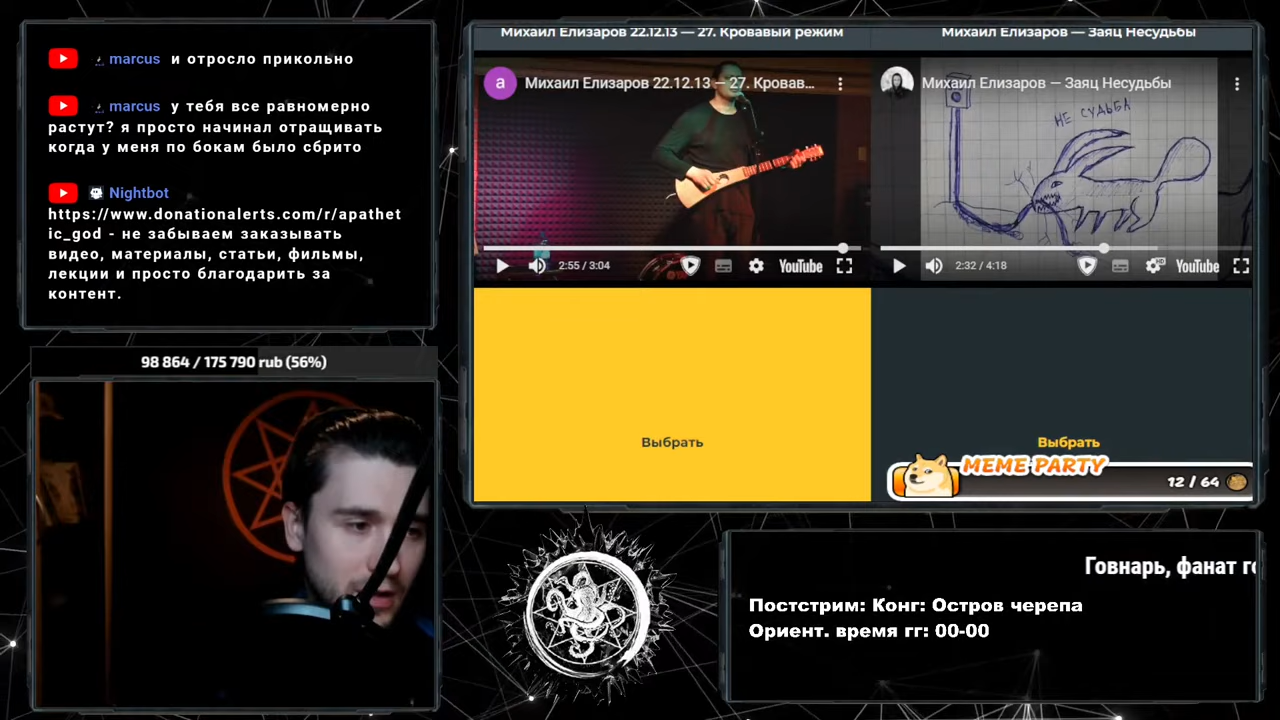 marcus и отросло прикольно
marcus у тебя все равномерно
растут? я просто начинал отращивать
когда у меня по бокам было сбрито
Nightbot
https://www.donationalerts.com/r/apathet
ic_god - не забываем заказывать
видео, материалы, статьи, фильмы,
лекции и просто благодарить за
контент.
98 864 / 175 790 rub (56%)
Михаил Елизаров 22.12.13 — 27. Кровавый режим
Михаил Елизаров — Заяц Несудьбы
a
Михаил Елизаров 22.12.13 — 27. Кровав...
Михаил Елизаров — Заяц Несудьбы
НЕ СУДЬБА
2:55 / 3:04
YouTube
2:32 / 4:18
HD
YouTube
Выбрать
Выбрать
MEME PARTY
12 / 64
Говнарь, фанат го
Постстрим: Конг: Остров черепа
Ориент. время гг: 00-00